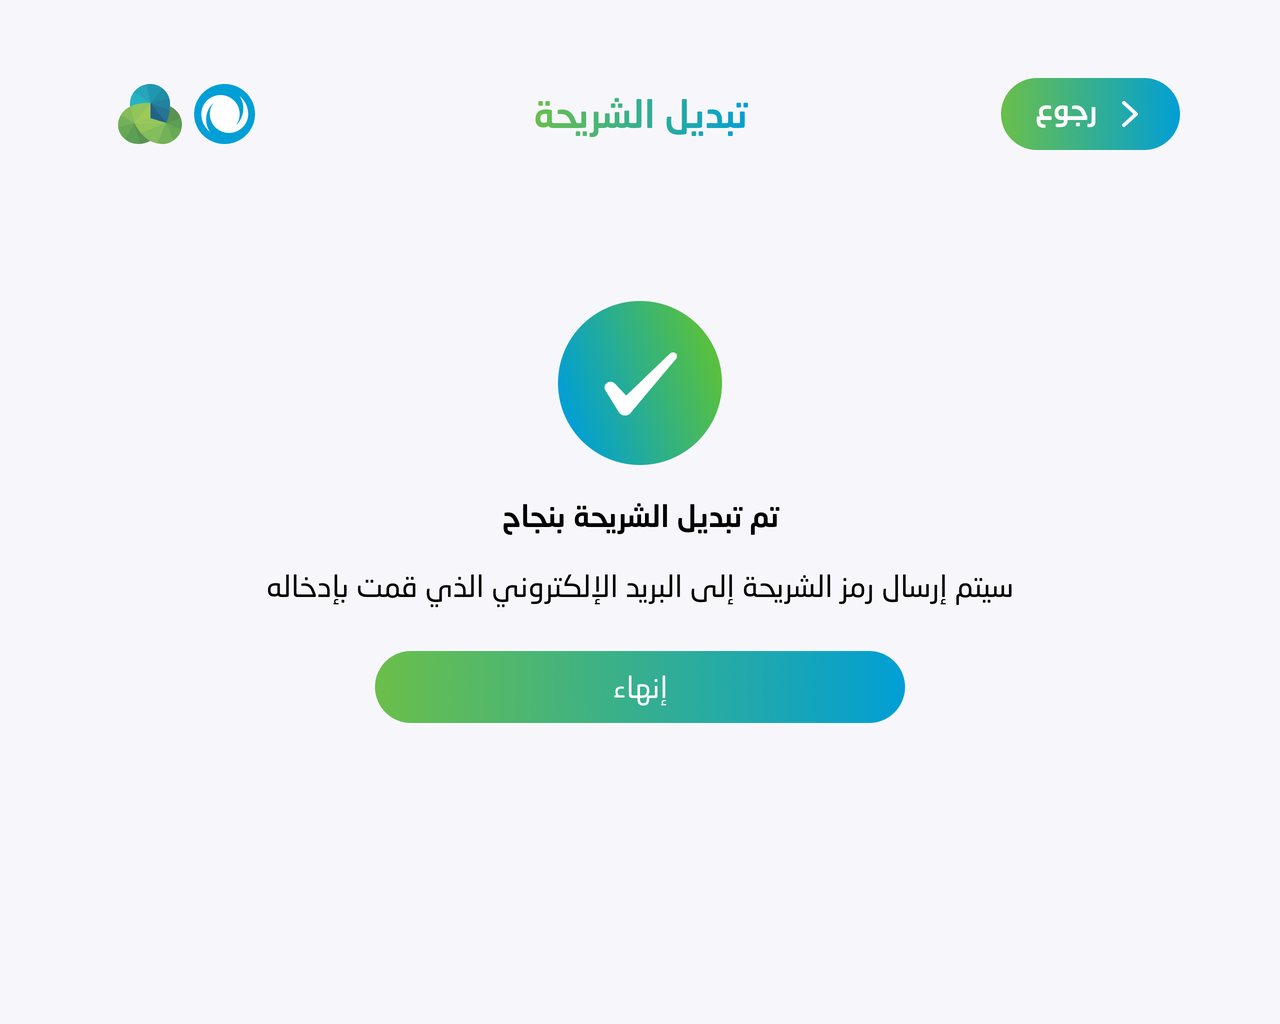 رجوع
تبديل الشريحة
تم تبديل الشريحة بنجاح
سيتم إرسال رمز الشريحة إلى البريد الإلكتروني الذي قمت بإدخاله
إنهاء